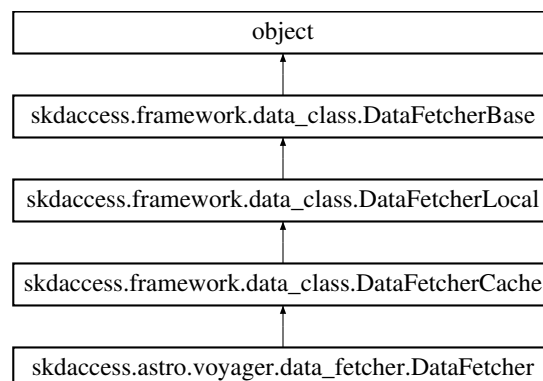 object
skdaccess.framework.data_class.DataFetcherBase
skdaccess.framework.data_class.DataFetcherLocal
skdaccess.framework.data_class.DataFetcherCache
skdaccess.astro.voyager.data_fetcher.DataFetcher